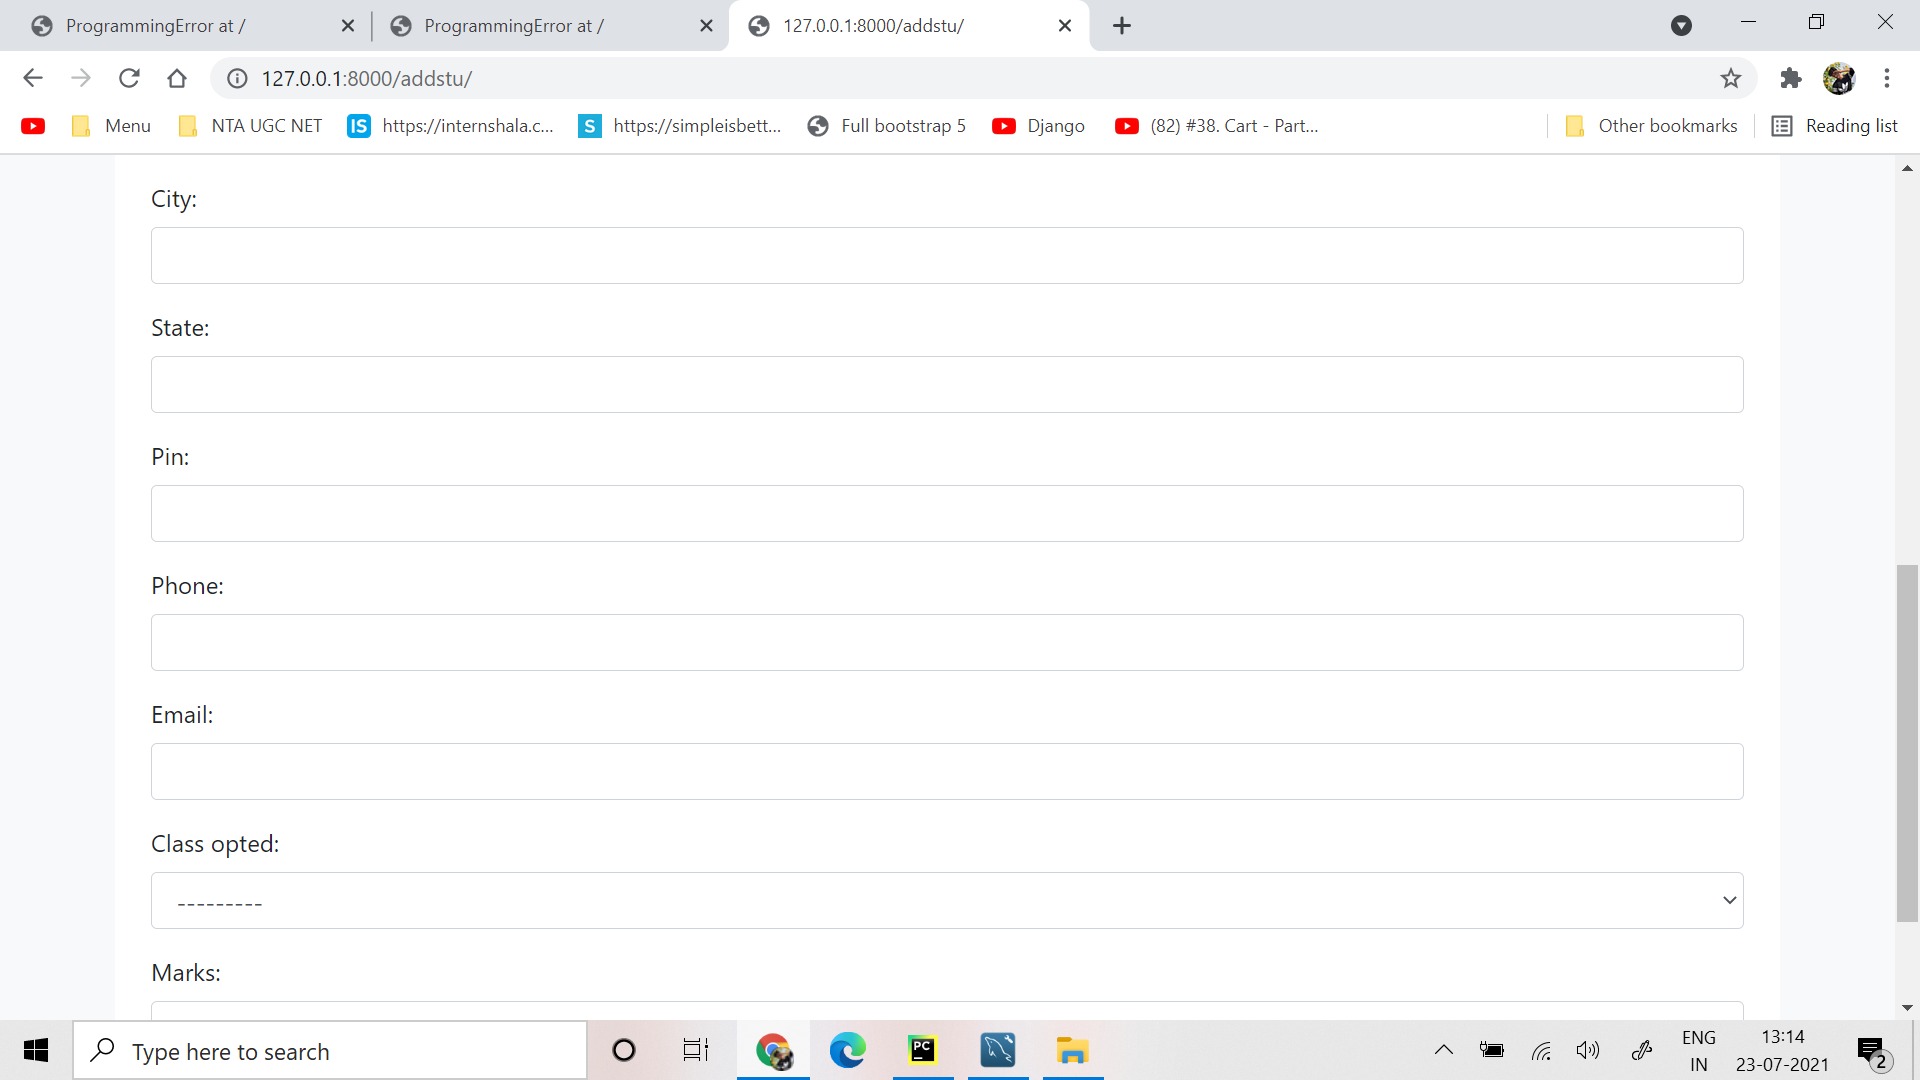 ProgrammingError at /
ProgrammingError at /
127.0.0.1:8000/addstu/
127.0.0.1:8000/addstu/
Menu
NTA UGC NET
IS
https://internshala.c...
S
https://simpleisbett...
Full bootstrap 5
Django
(82) #38. Cart - Part...
Other bookmarks
Reading list
City:
State:
Pin:
Phone:
Email:
Class opted:
---------
Marks:
Type here to search
PC
ENG
IN
13:14
23-07-2021
2